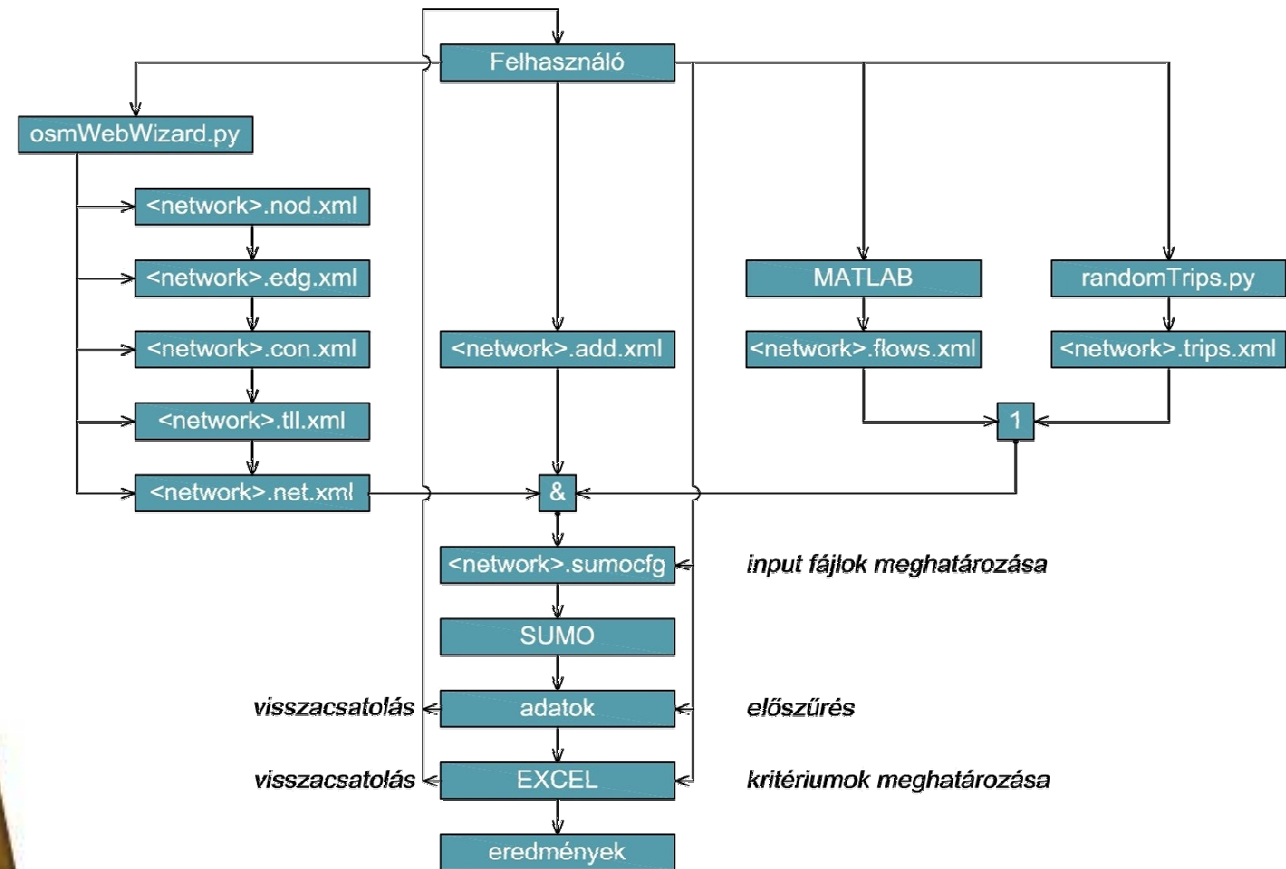 Felhasználó
osmWebWizard.py
<network>.nod.xml
<network>.edg.xml
MATLAB
randomTrips.py
<network>.con.xml
<network>.add.xml
<network>.flows.xml
<network>.trips.xml
<network>.tll.xml
1
<network>.net.xml
&
<network>.sumocfg
input fájlok meghatározása
SUMO
visszacsatolás
adatok
előszűrés
visszacsatolás
EXCEL
kritériumok meghatározása
eredmények